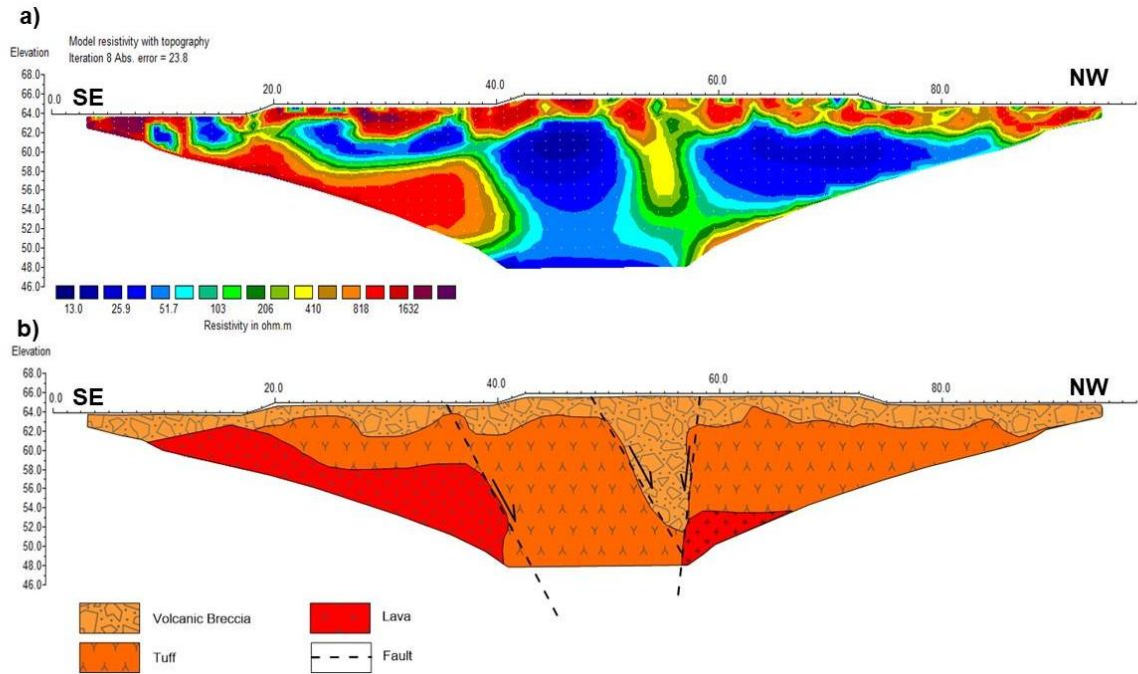 a)
Model resistivity with topography
Iteration 8 Abs. error = 23.8
Elevation
68.0
66.0
64.0
62.0
60.0
58.0
56.0
54.0
52.0
50.0
48.0
46.0
0.0
SE
20.0
40.0
60.0
80.0
NW
13.0 25.9 51.7 103 206 410 818 1632
Resistivity in ohm.m
b)
Elevation
68.0
66.0
64.0
62.0
60.0
58.0
56.0
54.0
52.0
50.0
48.0
46.0
0.0
SE
20.0
40.0
60.0
80.0
NW
Volcanic Breccia
Lava
Tuff
Fault